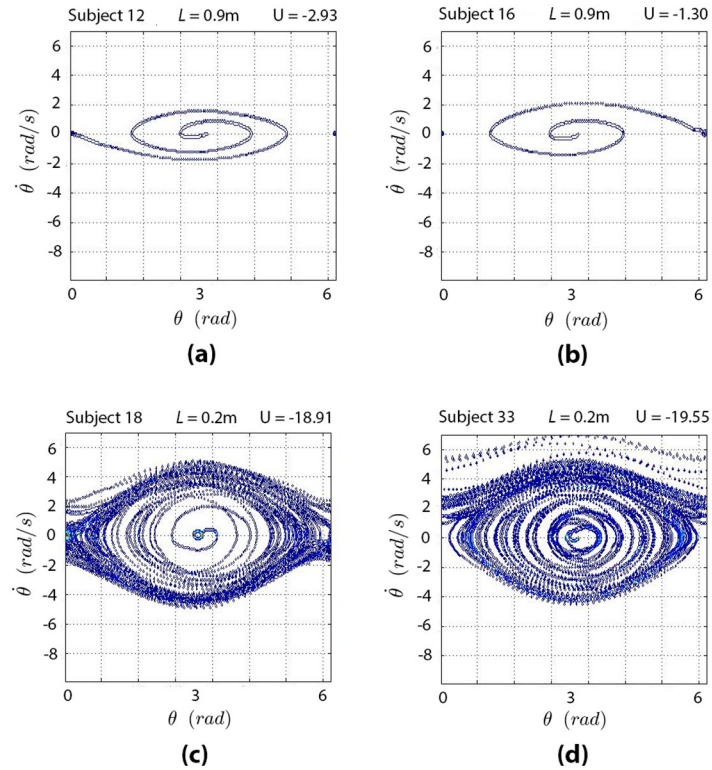 Subject 12 L = 0.9m U = -2.93
6
4
2
0
-2
-4
-6
-8
θ̇ (rad/s)
0 3 6
θ (rad)
(a)
Subject 16 L = 0.9m U = -1.30
6
4
2
0
-2
-4
-6
-8
θ̇ (rad/s)
0 3 6
θ (rad)
(b)
Subject 18 L = 0.2m U = -18.91
6
4
2
0
-2
-4
-6
-8
θ̇ (rad/s)
0 3 6
θ (rad)
(c)
Subject 33 L = 0.2m U = -19.55
6
4
2
0
-2
-4
-6
-8
θ̇ (rad/s)
0 3 6
θ (rad)
(d)